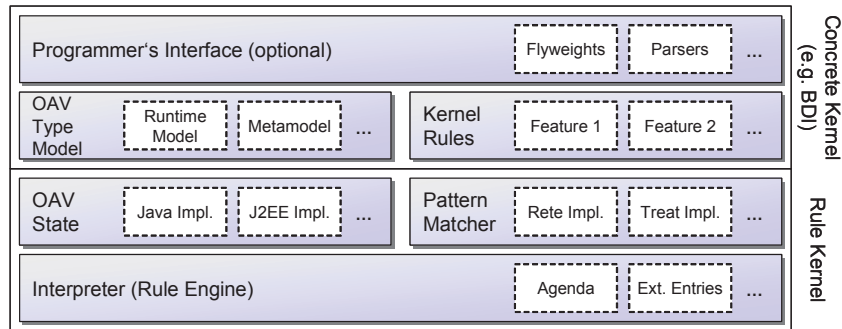 Programmer‘s Interface (optional)
Flyweights
Parsers
...
OAV
Type
Model
Runtime
Model
Metamodel
...
Kernel
Rules
Feature 1
Feature 2
...
Concrete Kernel
(e.g. BDI)
OAV
State
Java Impl.
J2EE Impl.
...
Pattern
Matcher
Rete Impl.
Treat Impl.
...
Interpreter (Rule Engine)
Agenda
Ext. Entries
...
Rule Kernel